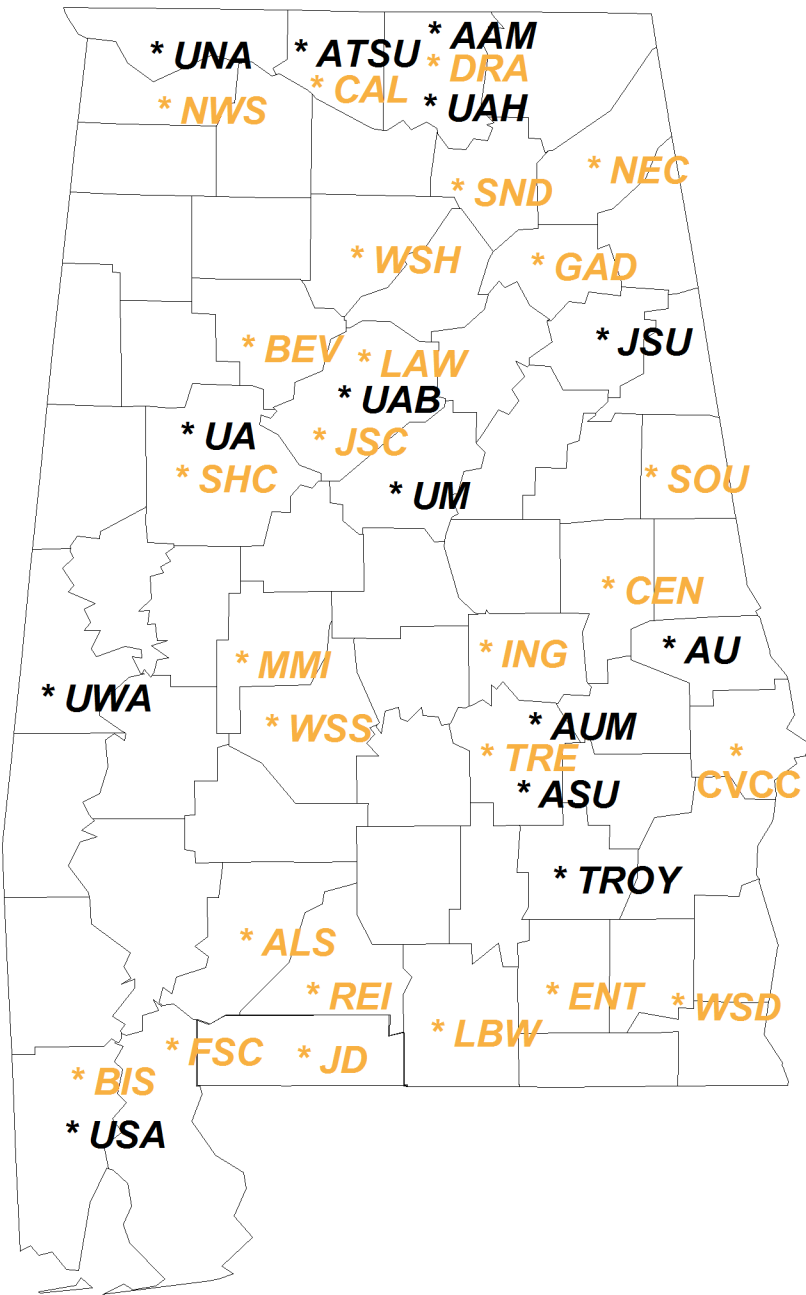 * UNA
* ATSU
* AAM
* DRA
* CAL
* NWS
* UAH
* NEC
* SND
* WSH
* GAD
* JSU
* BEV
* LAW
* UAB
* UA
* JSC
* SHC
* SOU
* UM
* CEN
* AU
* ING
* MMI
* UWA
* WSS
* AUM
* TRE
*
CVCC
* ASU
* TROY
* ALS
* REI
* ENT
* WSD
* LBW
* FSC
* JD
* BIS
* USA